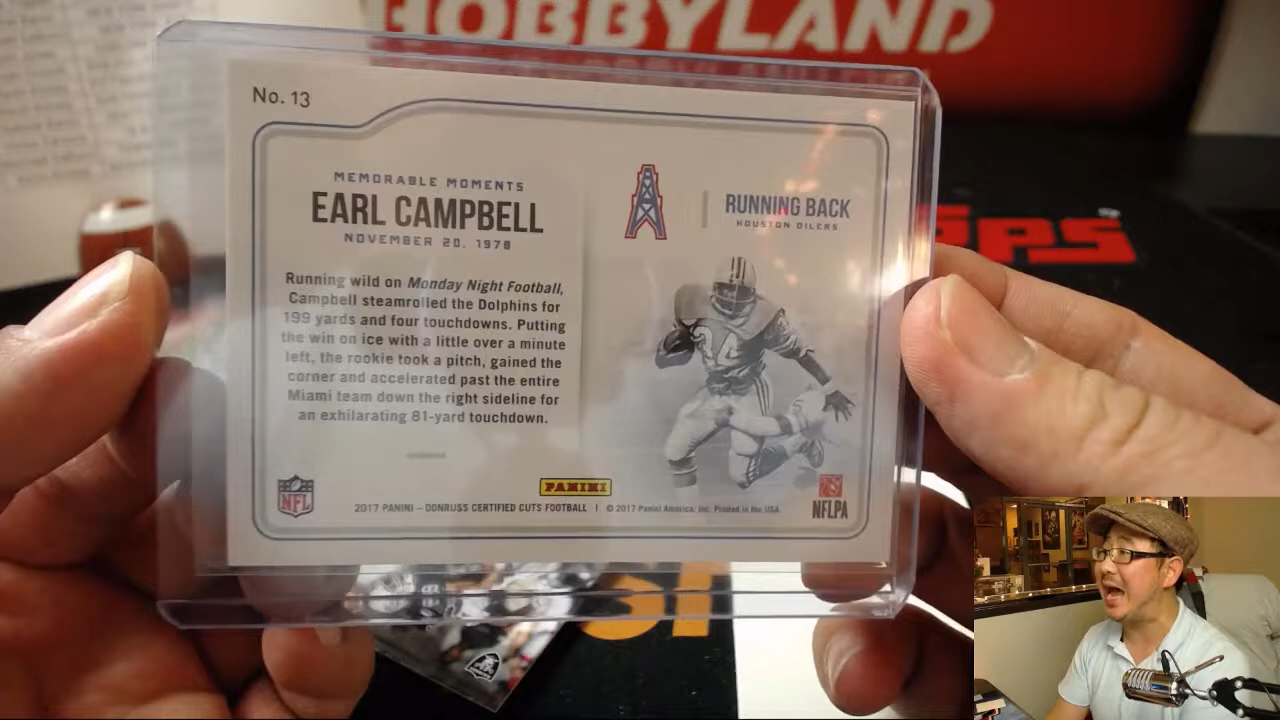 HOBBYLAND
No. 13
MEMORABLE MOMENTS
EARL CAMPBELL
NOVEMBER 20, 1978
RUNNING BACK
HOUSTON OILERS
Running wild on Monday Night Football,
Campbell steamrolled the Dolphins for
199 yards and four touchdowns. Putting
the win on ice with a little over a minute
left, the rookie took a pitch, gained the
corner and accelerated past the entire
Miami team down the right sideline for
an exhilarating 81-yard touchdown.
34
NFL
PANINI
2017 PANINI – DONRUSS CERTIFIED CUTS FOOTBALL | © 2017 Panini America, Inc. Printed in the USA.
NFLPA